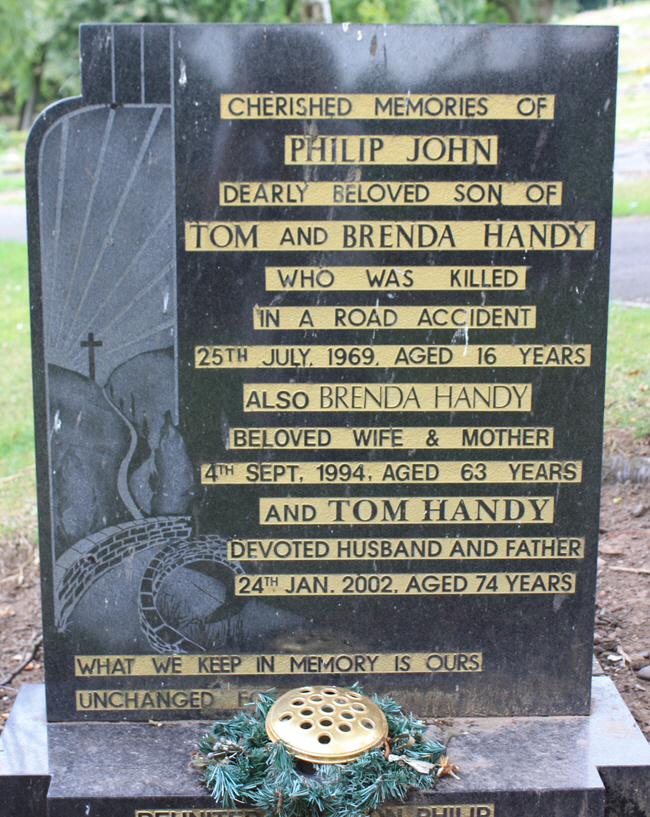 CHERISHED MEMORIES OF
PHILIP JOHN
DEARLY BELOVED SON OF
TOM AND BRENDA HANDY
WHO WAS KILLED
IN A ROAD ACCIDENT
25TH JULY, 1969, AGED 16 YEARS
ALSO BRENDA HANDY
BELOVED WIFE & MOTHER
4TH SEPT, 1994, AGED 63 YEARS
AND TOM HANDY
DEVOTED HUSBAND AND FATHER
24TH JAN. 2002, AGED 74 YEARS
WHAT WE KEEP IN MEMORY IS OURS
UNCHANGED
PHILIP